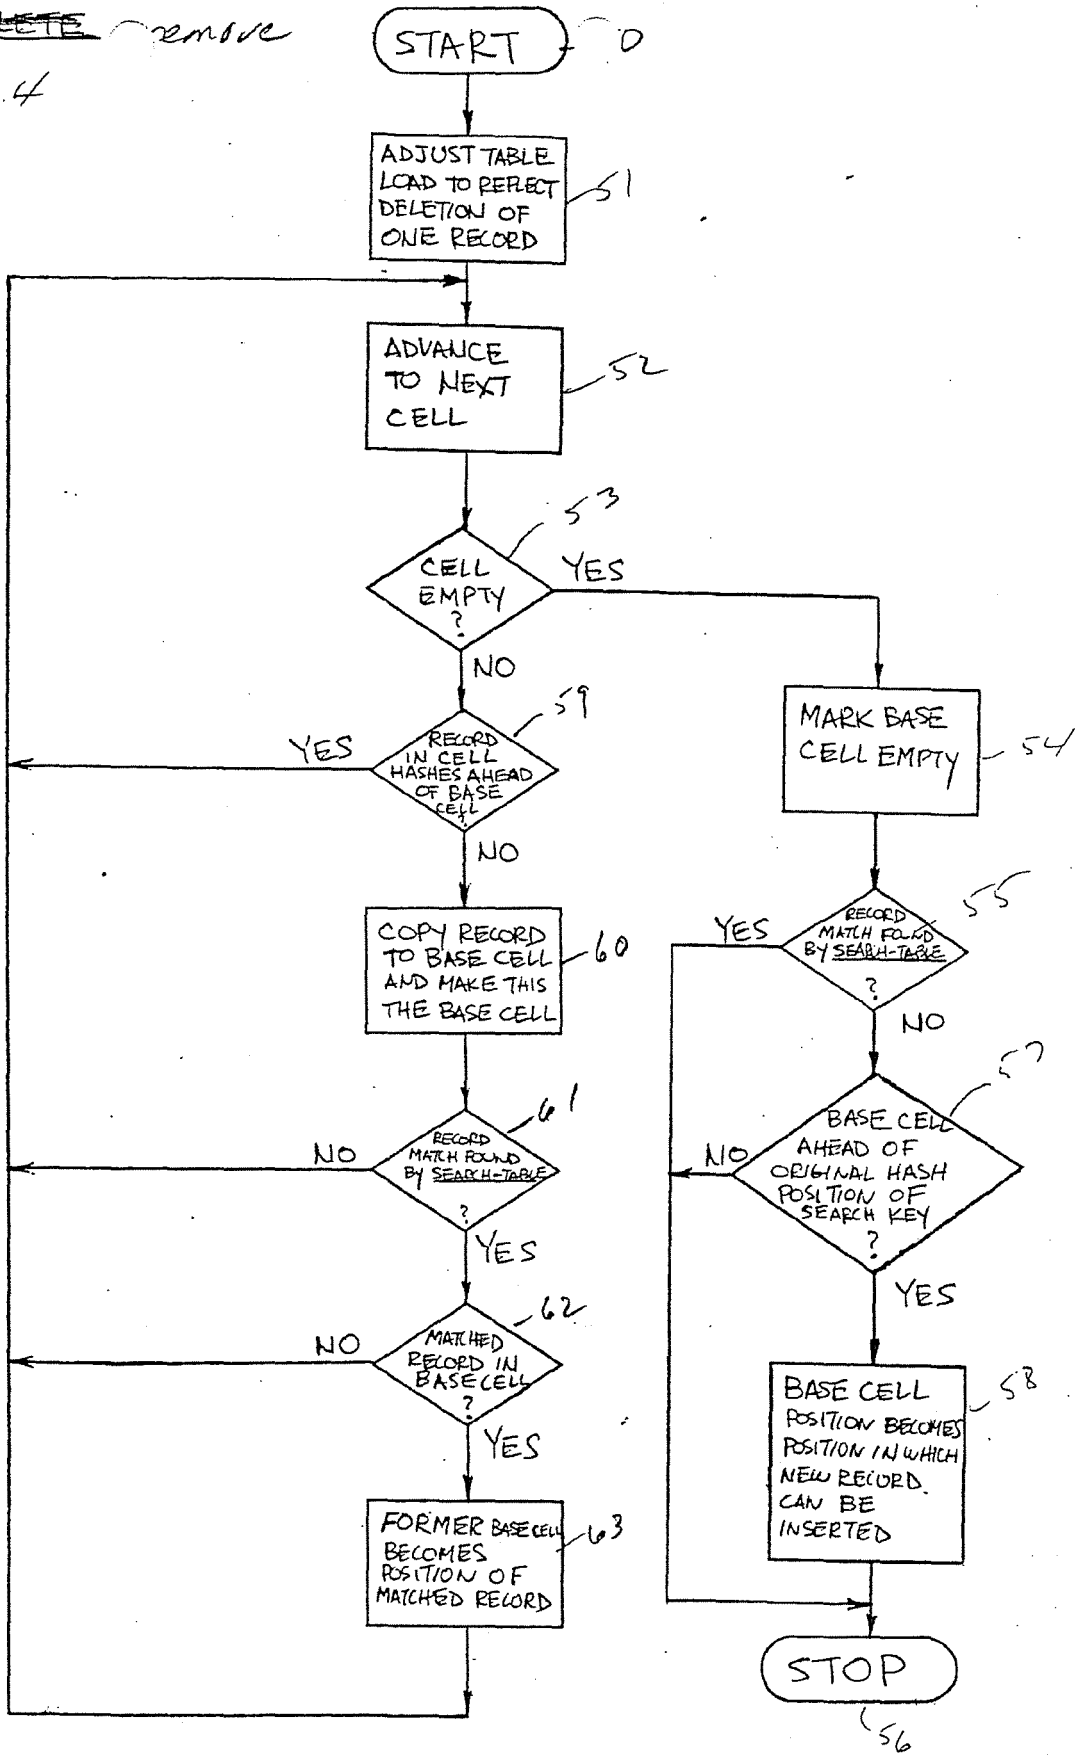 remove
.4
START
0
ADJUST TABLE
LOAD TO REFLECT
DELETION OF
ONE RECORD
51
ADVANCE
TO NEXT
CELL
52
CELL
EMPTY
?
53
YES
NO
RECORD
IN CELL
HASHES AHEAD
OF BASE
CELL
?
59
YES
NO
COPY RECORD
TO BASE CELL
AND MAKE THIS
THE BASE CELL
60
RECORD
MATCH FOUND
BY SEARCH-TABLE
?
61
NO
YES
MATCHED
RECORD IN
BASE CELL
?
62
NO
YES
FORMER BASE CELL
BECOMES
POSITION OF
MATCHED RECORD
63
MARK BASE
CELL EMPTY
54
RECORD
MATCH FOUND
BY SEARCH-TABLE
?
55
YES
NO
BASE CELL
AHEAD OF
ORIGINAL HASH
POSITION OF
SEARCH KEY
?
57
NO
YES
BASE CELL
POSITION BECOMES
POSITION IN WHICH
NEW RECORD
CAN BE
INSERTED
58
STOP
56